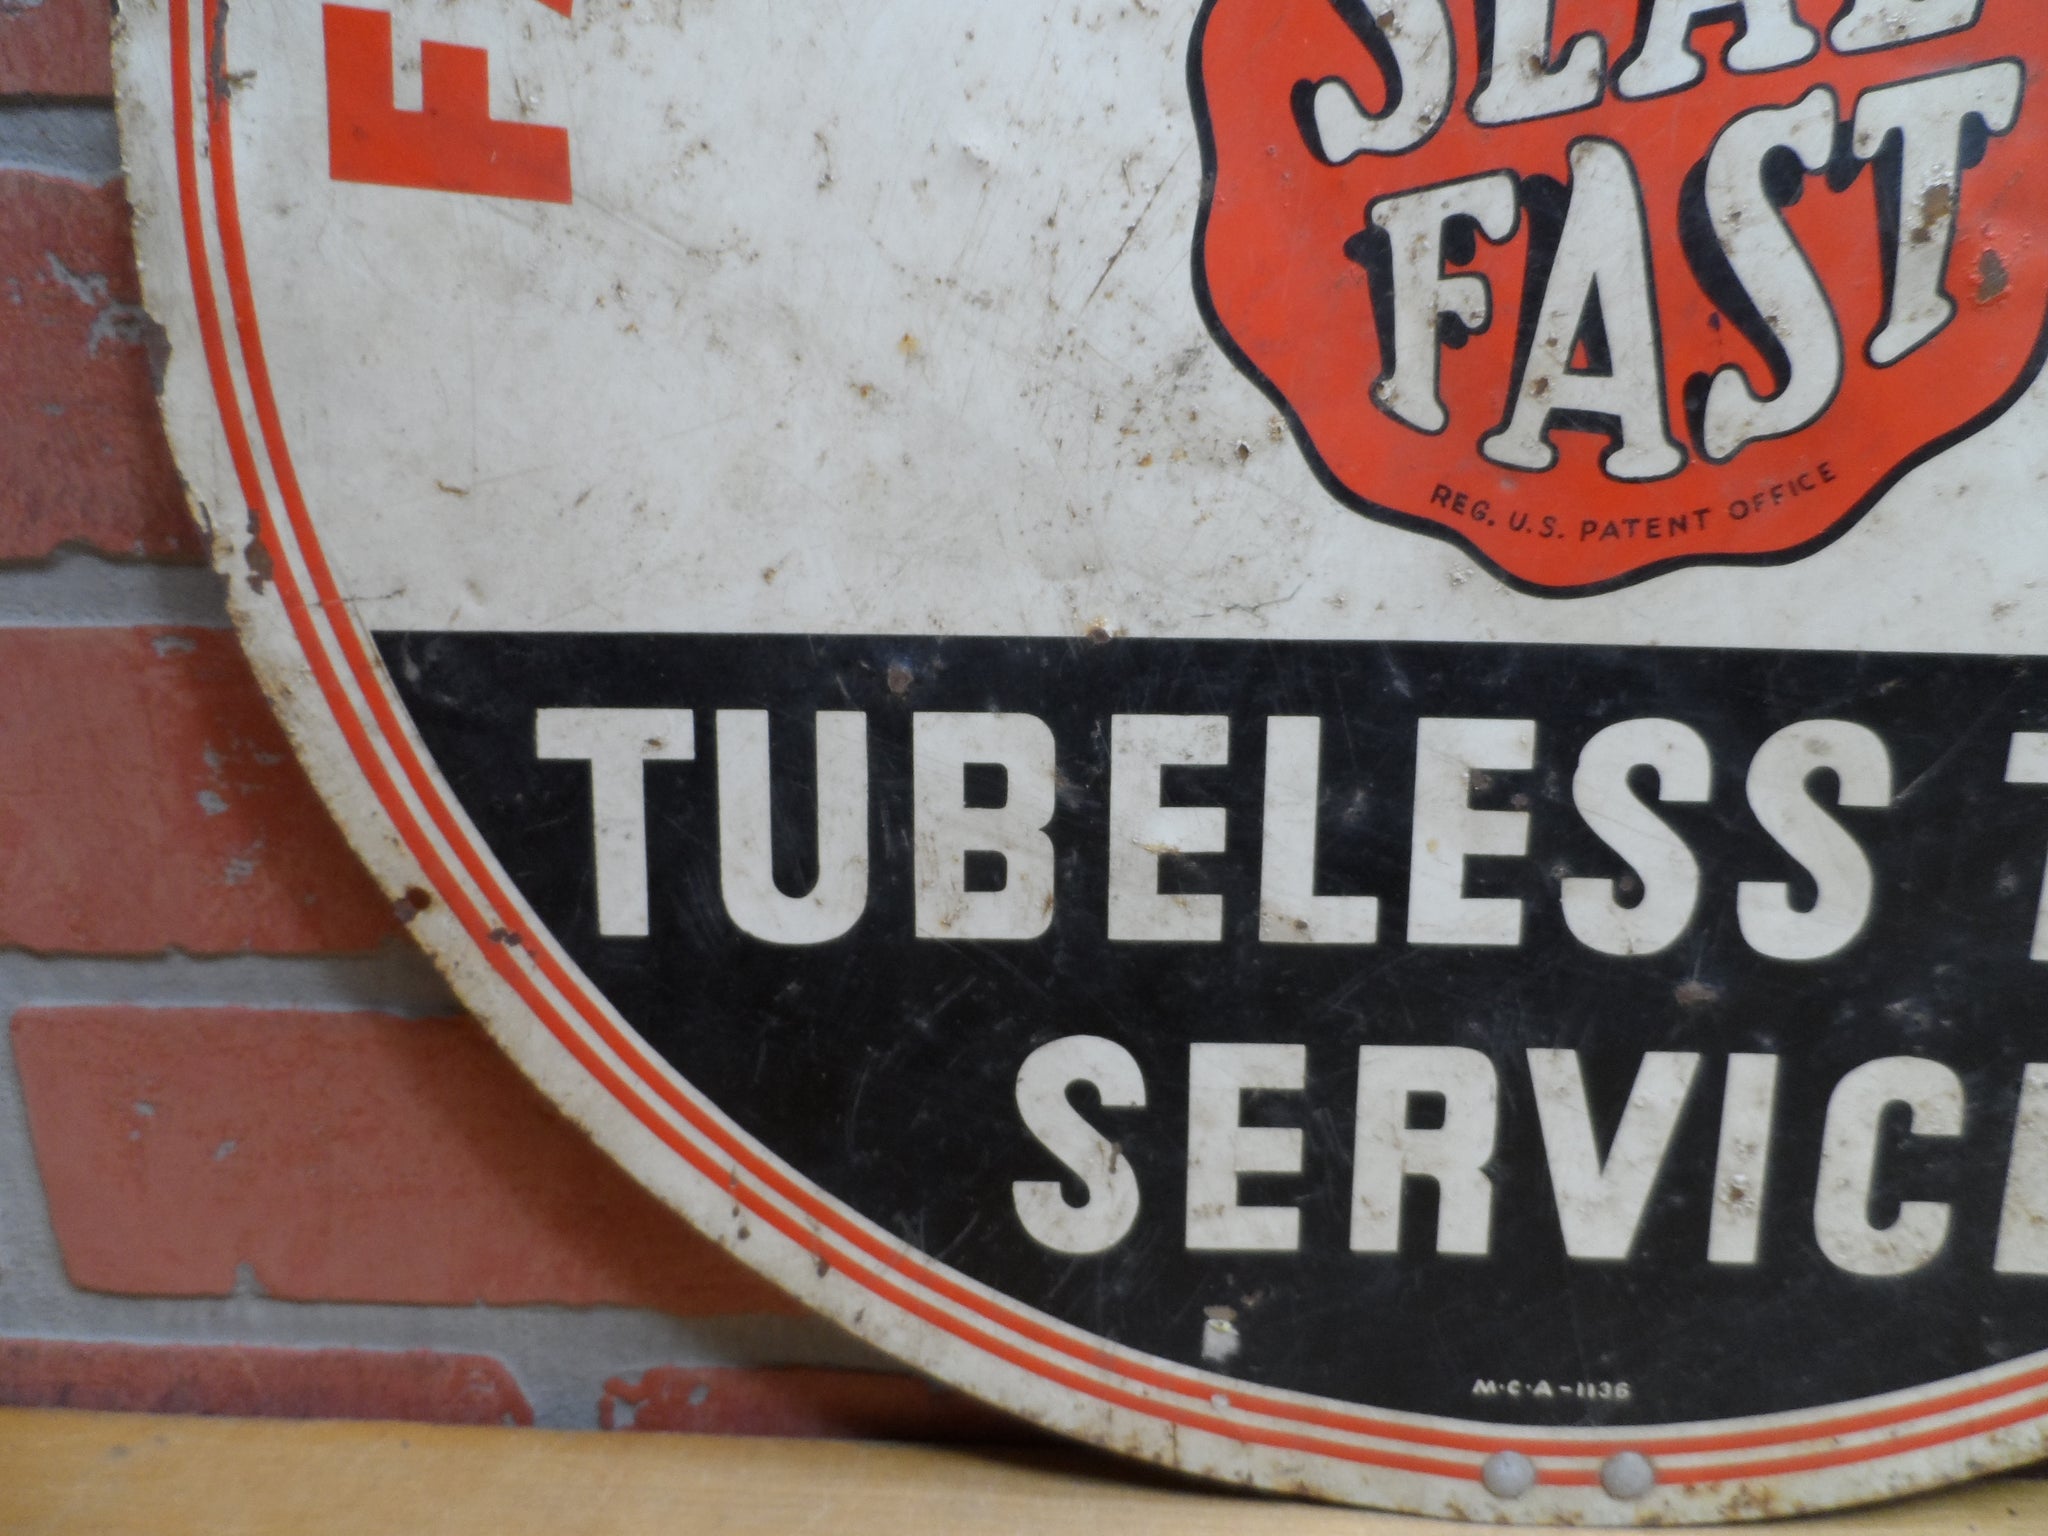 FAST
REG. U.S. PATENT OFFICE
TUBELESS
SERVIC
M·C·A-1136